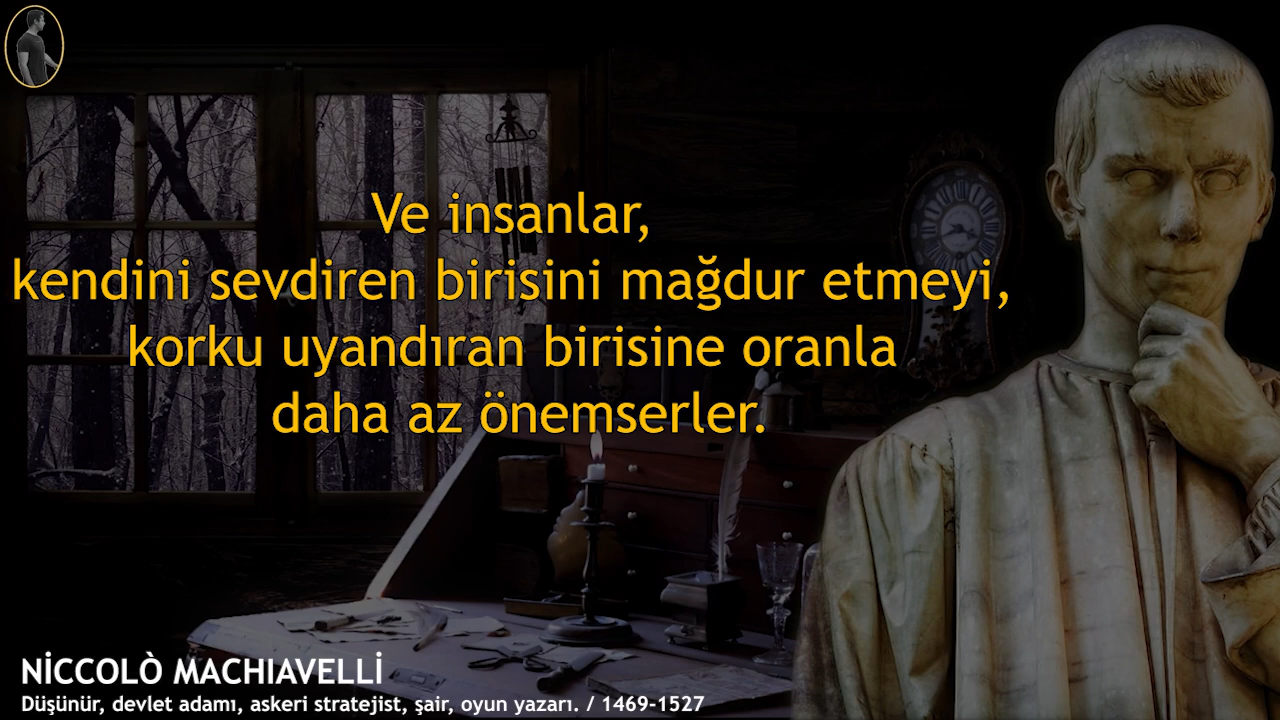 Ve insanlar,
kendini sevdiren birisini mağdur etmeyi,
korku uyandıran birisine oranla
daha az önemserler.
NİCCOLÒ MACHIAVELLİ
Düşünür, devlet adamı, askeri stratejist, şair, oyun yazarı. / 1469-1527